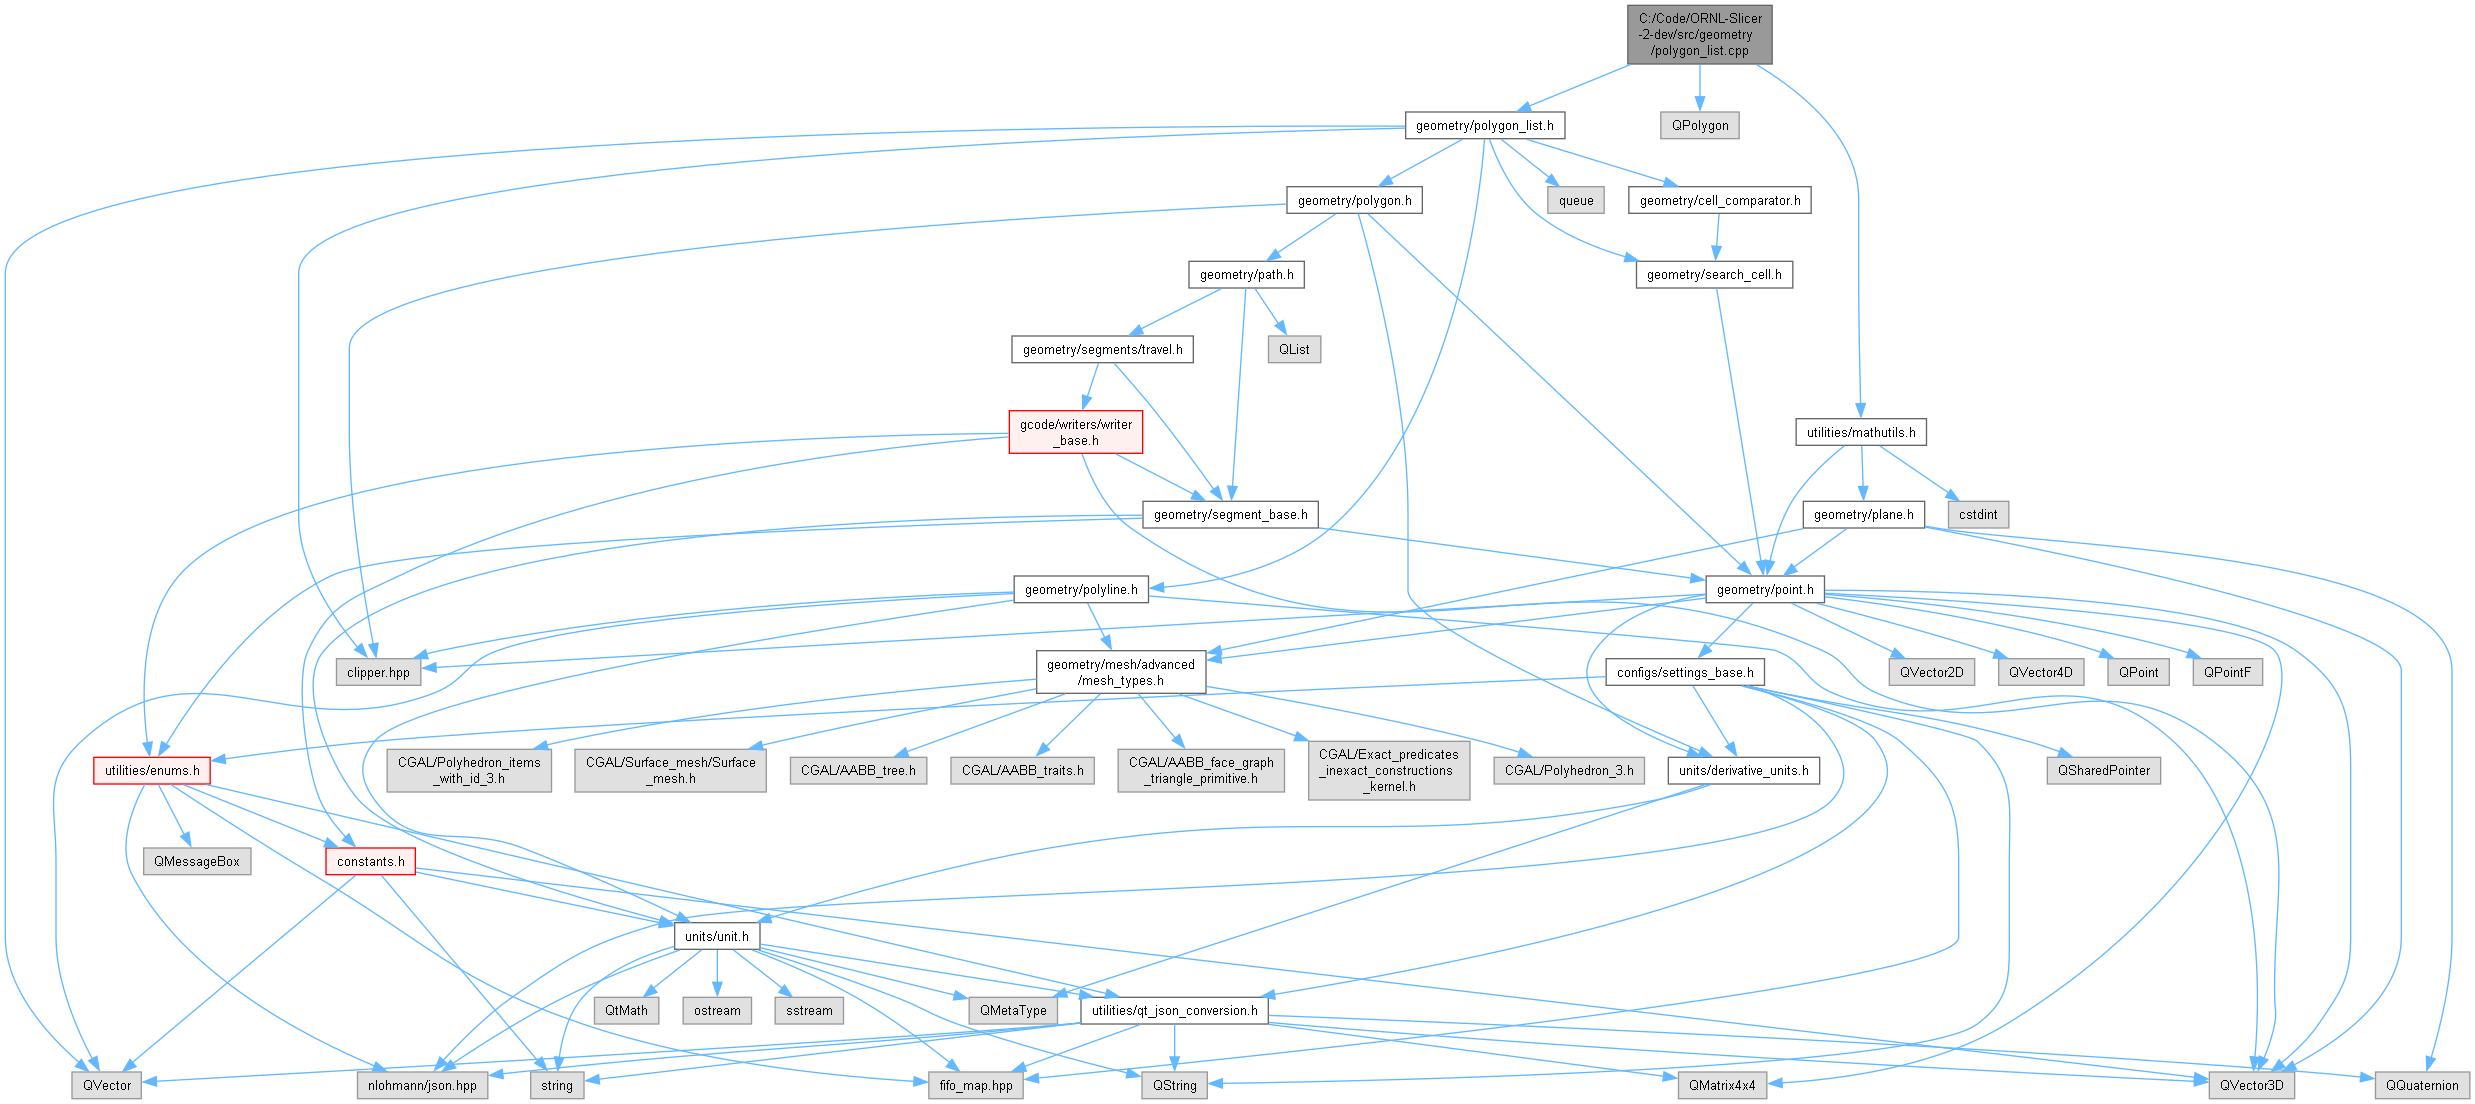 C:/Code/ORNL-Slicer
-2-dev/src/geometry
/polygon_list.cpp
geometry/polygon_list.h
QPolygon
geometry/polygon.h
queue
geometry/cell_comparator.h
geometry/path.h
geometry/search_cell.h
geometry/segments/travel.h
QList
gcode/writers/writer
_base.h
utilities/mathutils.h
geometry/segment_base.h
geometry/plane.h
cstdint
geometry/polyline.h
geometry/point.h
clipper.hpp
geometry/mesh/advanced
/mesh_types.h
configs/settings_base.h
QVector2D
QVector4D
QPoint
QPointF
utilities/enums.h
CGAL/Polyhedron_items
_with_id_3.h
CGAL/Surface_mesh/Surface
_mesh.h
CGAL/AABB_tree.h
CGAL/AABB_traits.h
CGAL/AABB_face_graph
_triangle_primitive.h
CGAL/Exact_predicates
_inexact_constructions
_kernel.h
CGAL/Polyhedron_3.h
units/derivative_units.h
QSharedPointer
QMessageBox
constants.h
units/unit.h
QtMath
ostream
sstream
QMetaType
utilities/qt_json_conversion.h
QVector
nlohmann/json.hpp
string
fifo_map.hpp
QString
QMatrix4x4
QVector3D
QQuaternion